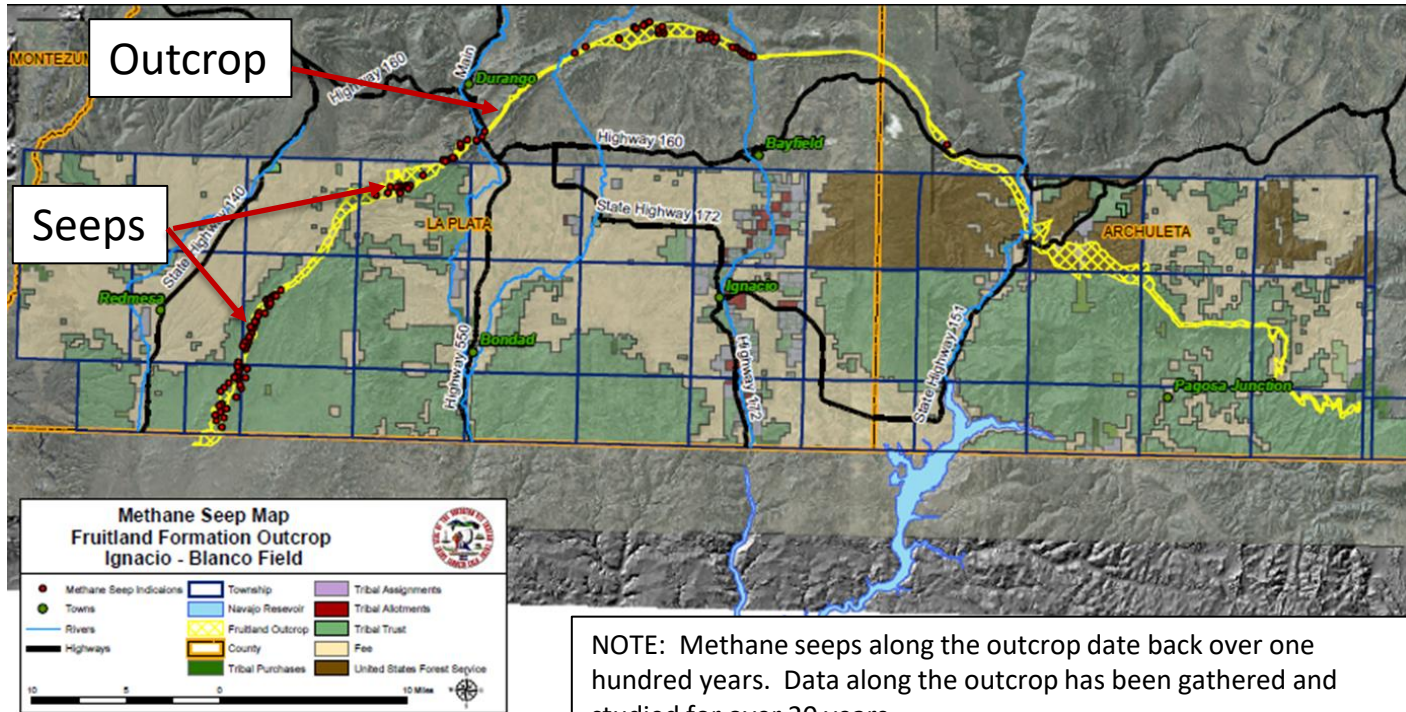 Outcrop
Seeps
MONTEZUM
Highway 160
Main
Durango
Highway 160
Bayfield
State Highway 140
LA PLATA
State Highway 172
ARCHULETA
Redmesa
Ignacio
Highway 550
Bondad
Highway 172
State Highway 151
Pagosa Junction
Methane Seep Map
Fruitland Formation Outcrop
Ignacio - Blanco Field
Methane Seep Indicaions
Towns
Rivers
Highways
Township
Navajo Resevoir
Fruitland Outcrop
County
Tribal Purchases
Tribal Assignments
Tribal Allotments
Tribal Trust
Fee
United States Forest Service
10 5 0 10 Miles
NOTE: Methane seeps along the outcrop date back over one
hundred years. Data along the outcrop has been gathered and